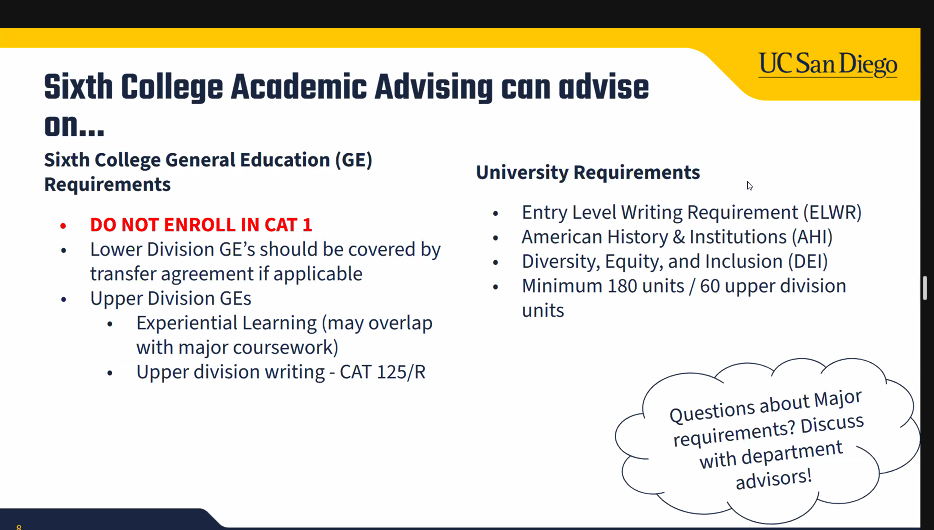 UC San Diego
Sixth College Academic Advising can advise
on...
Sixth College General Education (GE)
Requirements
• DO NOT ENROLL IN CAT 1
• Lower Division GE’s should be covered by
transfer agreement if applicable
• Upper Division GEs
• Experiential Learning (may overlap
with major coursework)
• Upper division writing - CAT 125/R
University Requirements
• Entry Level Writing Requirement (ELWR)
• American History & Institutions (AHI)
• Diversity, Equity, and Inclusion (DEI)
• Minimum 180 units / 60 upper division
units
Questions about Major
requirements? Discuss
with department
advisors!
8